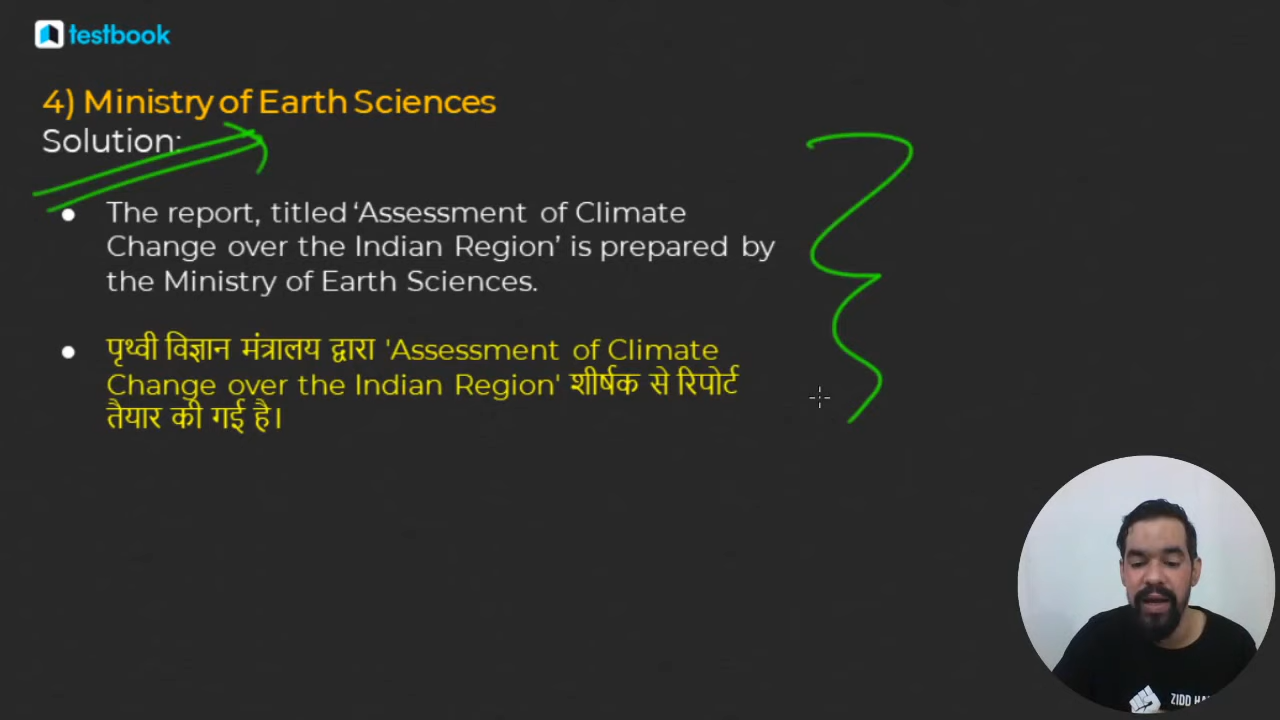 testbook
4) Ministry of Earth Sciences
Solution:
● The report, titled ‘Assessment of Climate
Change over the Indian Region’ is prepared by
the Ministry of Earth Sciences.
● पृथ्वी विज्ञान मंत्रालय द्वारा 'Assessment of Climate
Change over the Indian Region' शीर्षक से रिपोर्ट
तैयार की गई है।
ZIDD